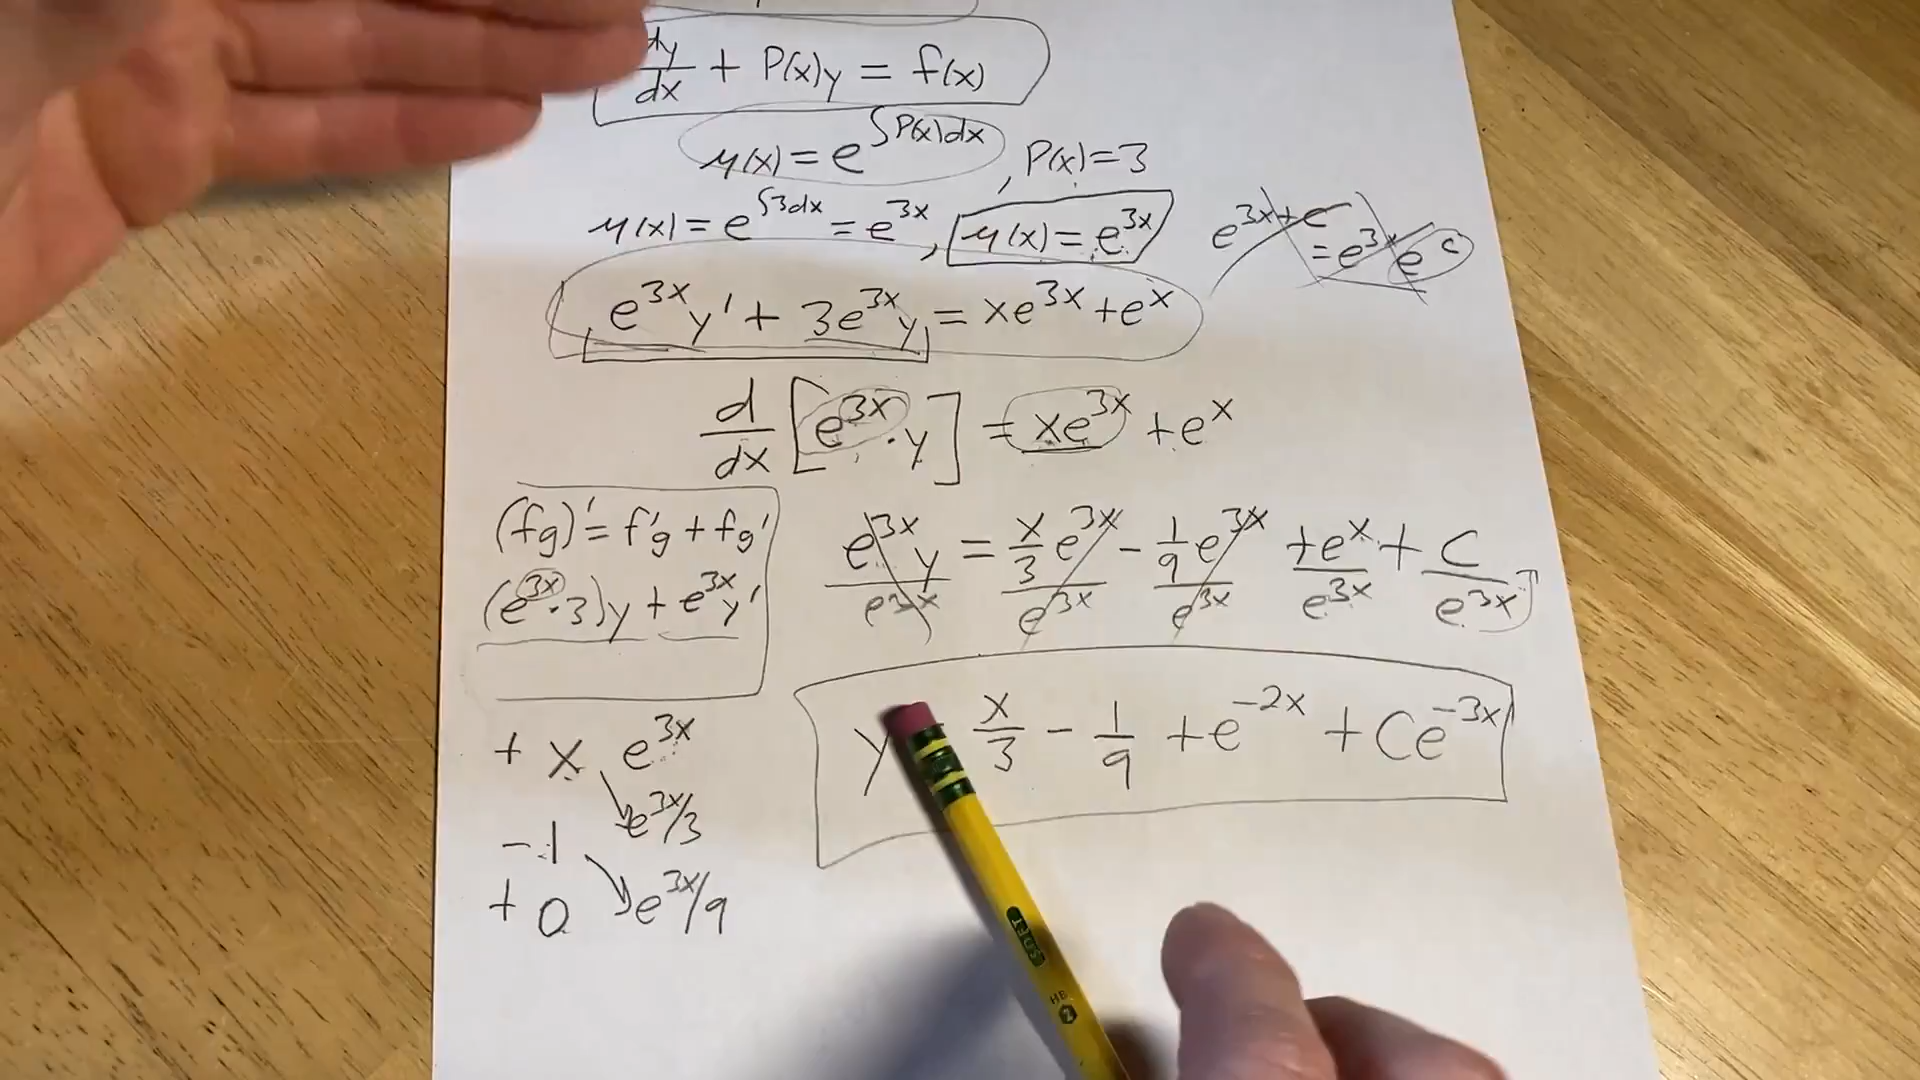 dy/dx + P(x)y = f(x)
μ(x) = e^∫P(x)dx , P(x)=3
μ(x) = e^∫3dx = e^3x , μ(x) = e^3x
e^3x+c = e^3x e^c
e^3x y' + 3e^3x y = xe^3x + e^x
d/dx [e^3x · y] = xe^3x + e^x
(fg)' = f'g + fg'
(e^3x · 3)y + e^3x y'
e^3x y / e^3x = x/3 e^3x / e^3x - 1/9 e^3x / e^3x + e^x / e^3x + C / e^3x
y = x/3 - 1/9 + e^-2x + Ce^-3x
+ x e^3x
e^3x/3
- 1
+ 0 e^3x/9
HB
2